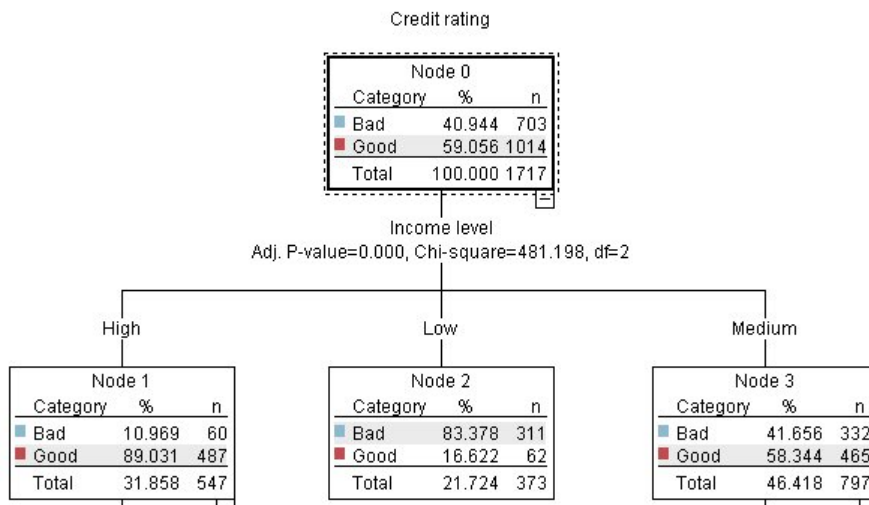 Credit rating
Node 0
Category % n
Bad 40.944 703
Good 59.056 1014
Total 100.000 1717
Income level
Adj. P-value=0.000, Chi-square=481.198, df=2
High
Low
Medium
Node 1
Category % n
Bad 10.969 60
Good 89.031 487
Total 31.858 547
Node 2
Category % n
Bad 83.378 311
Good 16.622 62
Total 21.724 373
Node 3
Category % n
Bad 41.656 332
Good 58.344 465
Total 46.418 797